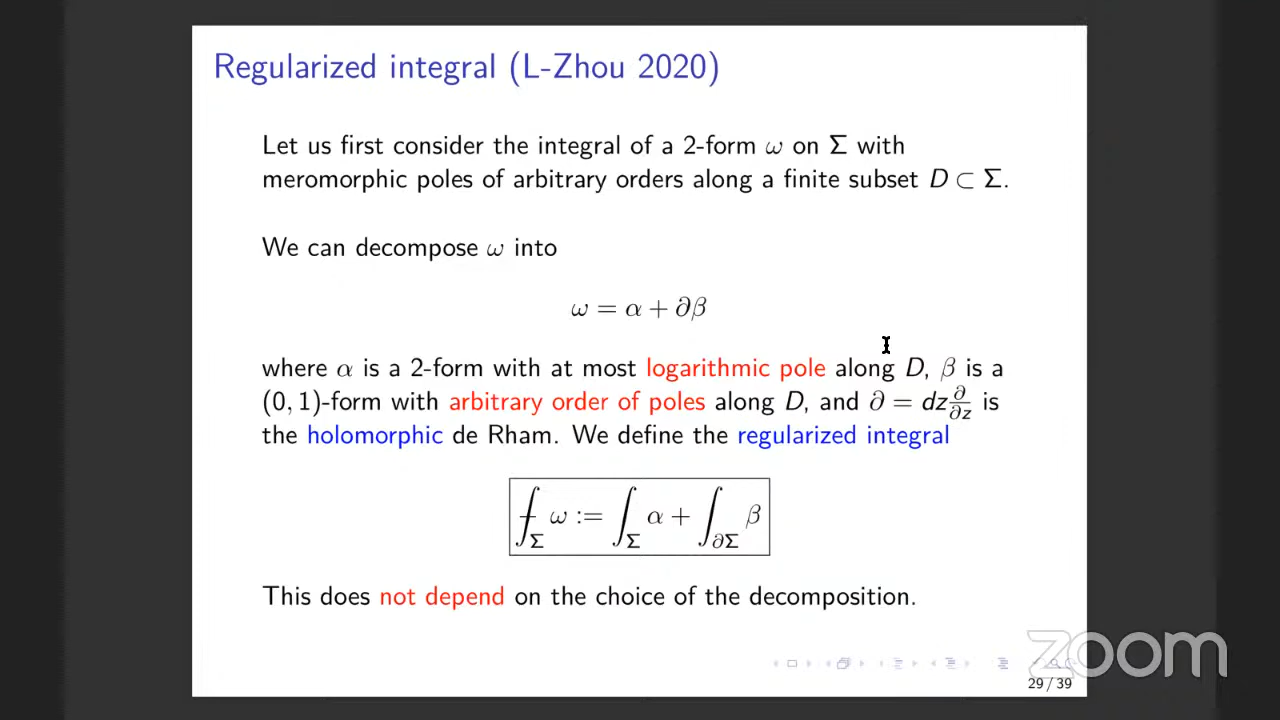 Regularized integral (L-Zhou 2020)
Let us first consider the integral of a 2-form ω on Σ with
meromorphic poles of arbitrary orders along a finite subset D ⊂ Σ.
We can decompose ω into
ω = α + ∂β
where α is a 2-form with at most logarithmic pole along D, β is a
(0, 1)-form with arbitrary order of poles along D, and ∂ = dz ∂/∂z is
the holomorphic de Rham. We define the regularized integral
⨍_Σ ω := ∫_Σ α + ∫_∂Σ β
This does not depend on the choice of the decomposition.
zoom
29 / 39